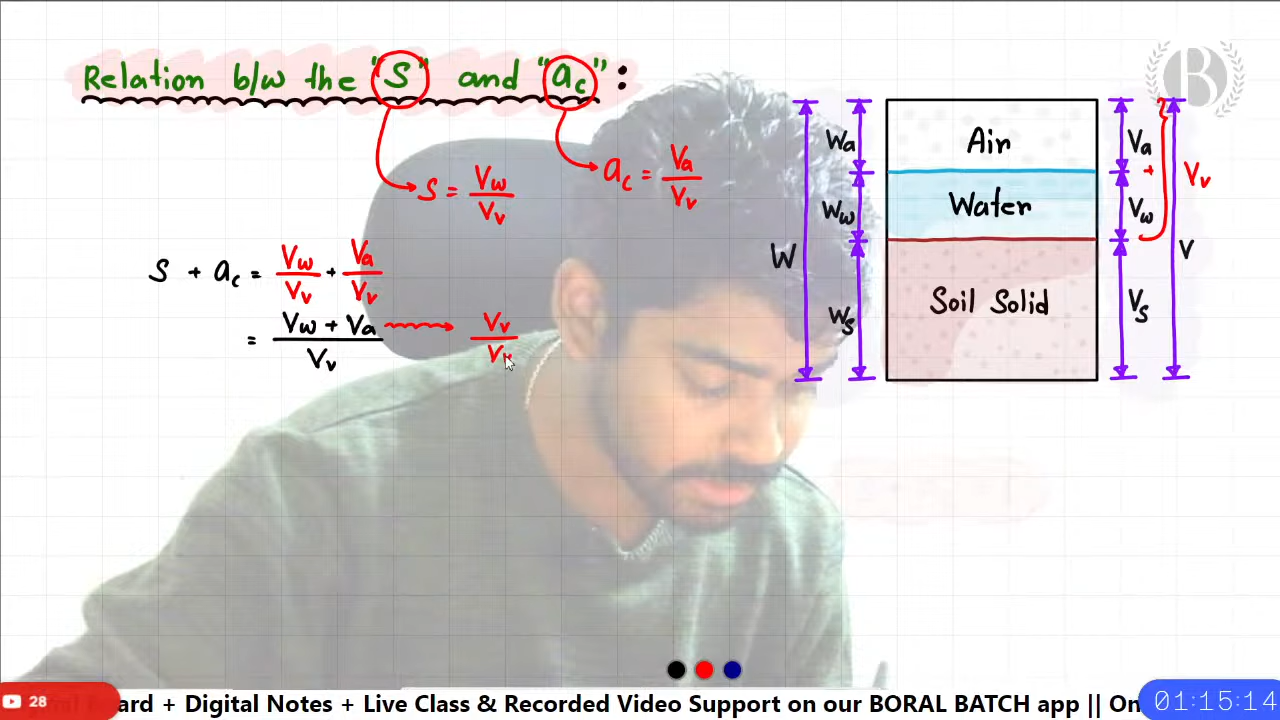 Relation b/w the "S" and "ac":
S = Vw/Vv
ac = Va/Vv
S + ac = Vw/Vv + Va/Vv
= (Vw + Va)/Vv → Vv/Vv
W
Wa
Ww
Ws
Air
Water
Soil Solid
Va
+
Vw
Vs
Vv
V
B
28
Board + Digital Notes + Live Class & Recorded Video Support on our BORAL BATCH app || On
01:15:14